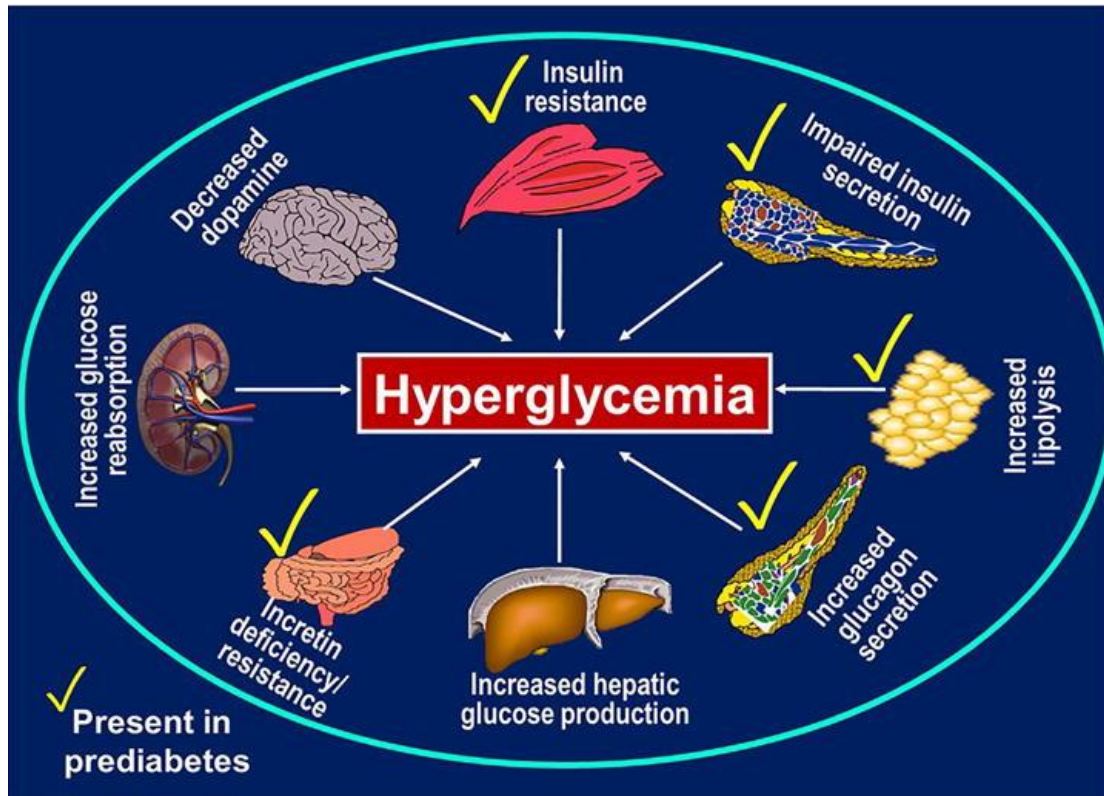 Insulin
resistance
Impaired insulin
secretion
Decreased
dopamine
Increased glucose
reabsorption
Hyperglycemia
Increased
lipolysis
Incretin
deficiency/
resistance
Increased hepatic
glucose production
Increased
glucagon
secretion
Present in
prediabetes